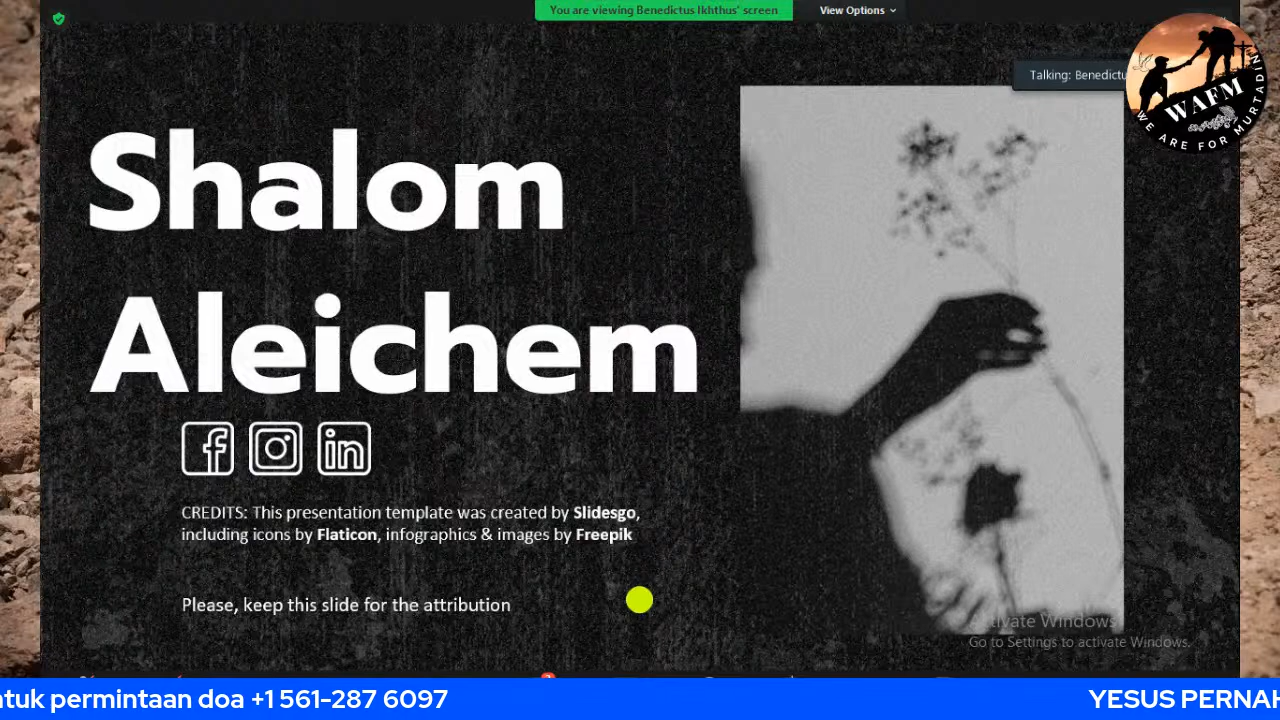 You are viewing Benedictus Ikhthus' screen
View Options
Talking: Benedictu
WAFM
WE ARE FOR MURTADIN
Shalom
Aleichem
CREDITS: This presentation template was created by Slidesgo,
including icons by Flaticon, infographics & images by Freepik
Please, keep this slide for the attribution
Activate Windows
Go to Settings to activate Windows.
ntuk permintaan doa +1 561-287 6097
YESUS PERNAH